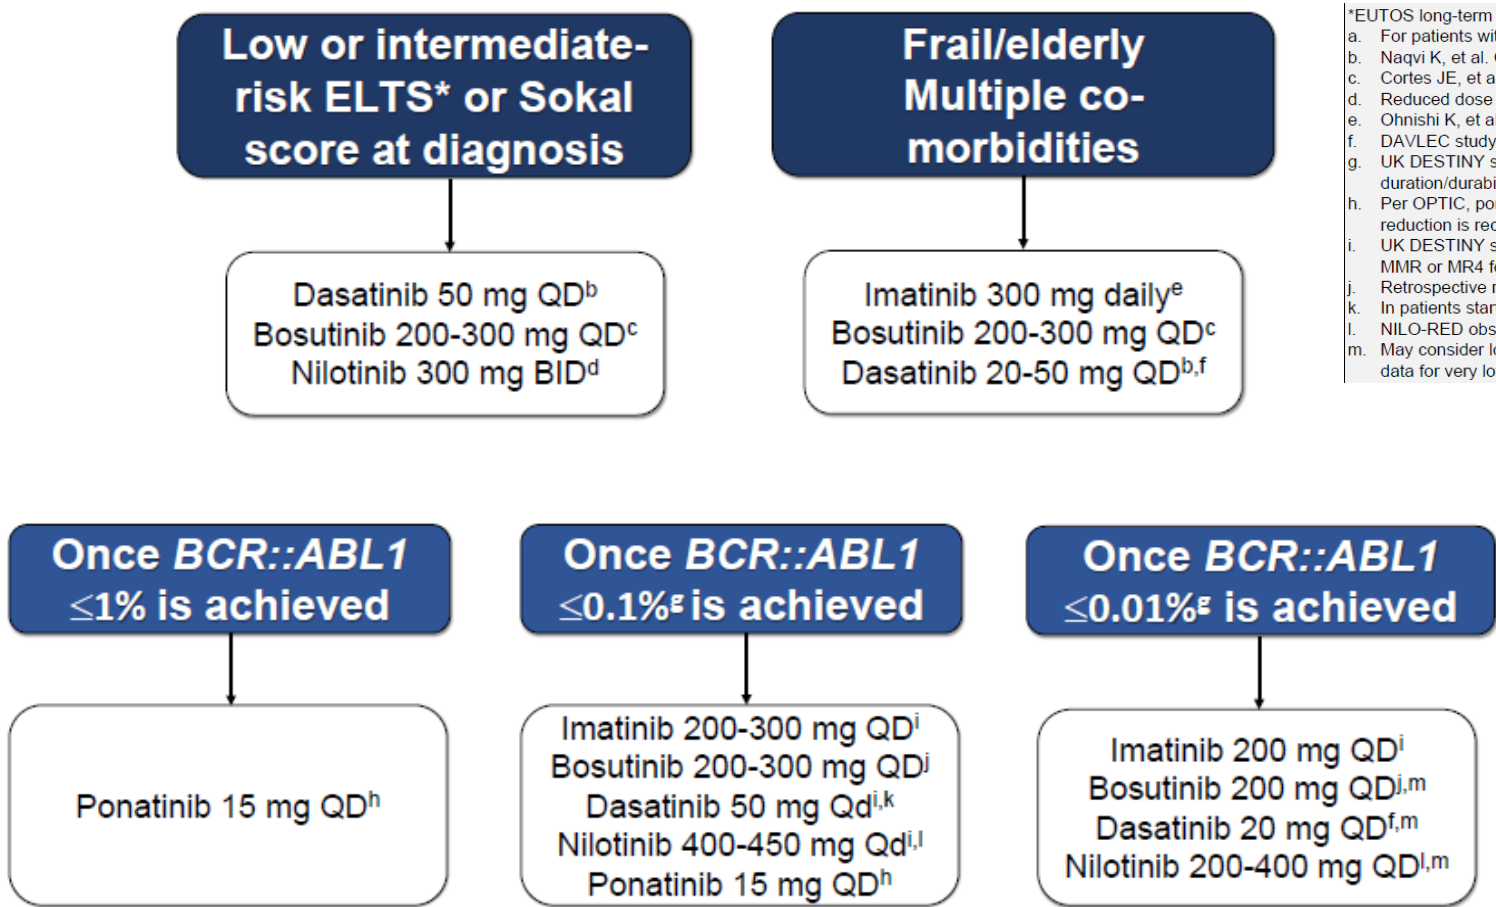 Low or intermediate-
risk ELTS* or Sokal
score at diagnosis
Dasatinib 50 mg QDᵇ
Bosutinib 200-300 mg QDᶜ
Nilotinib 300 mg BIDᵈ
Frail/elderly
Multiple co-
morbidities
Imatinib 300 mg dailyᵉ
Bosutinib 200-300 mg QDᶜ
Dasatinib 20-50 mg QDᵇ,ᶠ
*EUTOS long-term
a. For patients wit
b. Naqvi K, et al. 
c. Cortes JE, et a
d. Reduced dose
e. Ohnishi K, et al
f. DAVLEC study
g. UK DESTINY s
duration/durabi
h. Per OPTIC, por
reduction is rec
i. UK DESTINY s
MMR or MR4 fo
j. Retrospective r
k. In patients star
l. NILO-RED obs
m. May consider lo
data for very lo
Once BCR::ABL1
≤1% is achieved
Ponatinib 15 mg QDʰ
Once BCR::ABL1
≤0.1%ᵍ is achieved
Imatinib 200-300 mg QDⁱ
Bosutinib 200-300 mg QDʲ
Dasatinib 50 mg Qdⁱ,ᵏ
Nilotinib 400-450 mg Qdⁱ,ˡ
Ponatinib 15 mg QDʰ
Once BCR::ABL1
≤0.01%ᵍ is achieved
Imatinib 200 mg QDⁱ
Bosutinib 200 mg QDʲ,ᵐ
Dasatinib 20 mg QDᶠ,ᵐ
Nilotinib 200-400 mg QDˡ,ᵐ